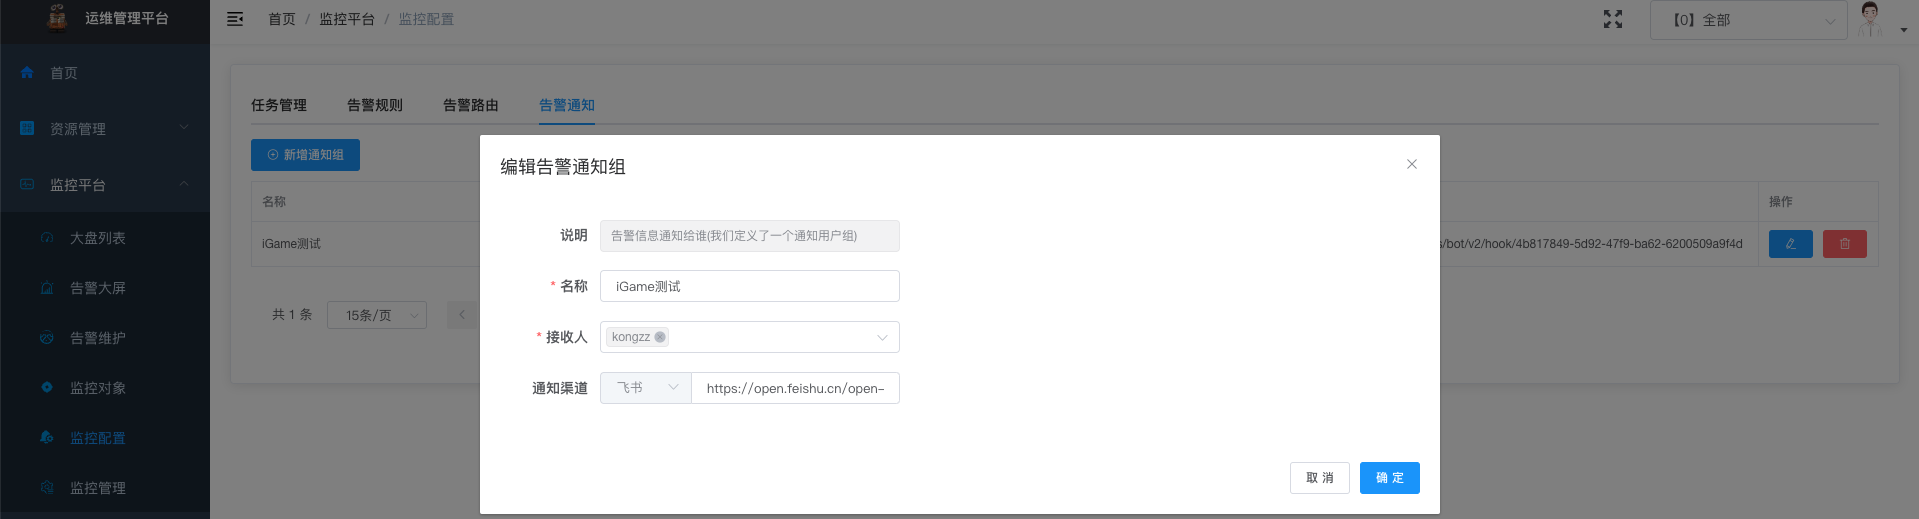 运维管理平台
首页 / 监控平台 / 监控配置
【0】全部
首页
资源管理
监控平台
大盘列表
告警大屏
告警维护
监控对象
监控配置
监控管理
任务管理 告警规则 告警路由 告警通知
新增通知组
名称
操作
iGame测试
s/bot/v2/hook/4b817849-5d92-47f9-ba62-6200509a9f4d
共 1 条 15条/页
编辑告警通知组
说明 告警信息通知给谁(我们定义了一个通知用户组)
* 名称 iGame测试
* 接收人 kongzz
通知渠道 飞书 https://open.feishu.cn/open-
取 消 确 定